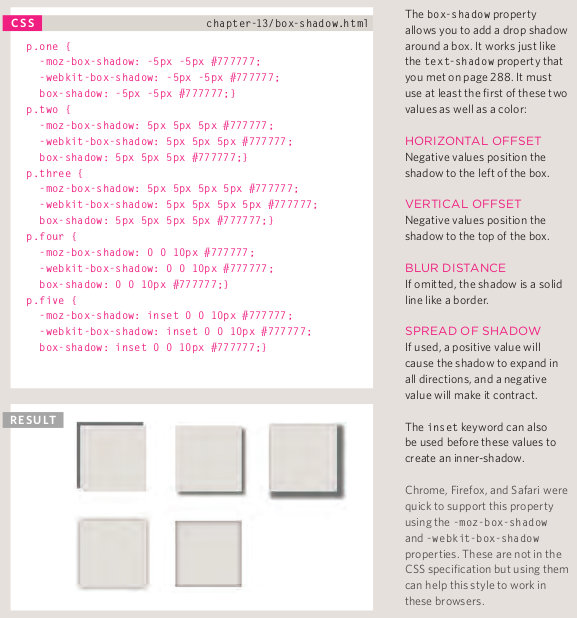 CSS
chapter-13/box-shadow.html
p.one {
-moz-box-shadow: -5px -5px #777777;
-webkit-box-shadow: -5px -5px #777777;
box-shadow: -5px -5px #777777;}
p.two {
-moz-box-shadow: 5px 5px 5px #777777;
-webkit-box-shadow: 5px 5px 5px #777777;
box-shadow: 5px 5px 5px #777777;}
p.three {
-moz-box-shadow: 5px 5px 5px 5px #777777;
-webkit-box-shadow: 5px 5px 5px 5px #777777;
box-shadow: 5px 5px 5px 5px #777777;}
p.four {
-moz-box-shadow: 0 0 10px #777777;
-webkit-box-shadow: 0 0 10px #777777;
box-shadow: 0 0 10px #777777;}
p.five {
-moz-box-shadow: inset 0 0 10px #777777;
-webkit-box-shadow: inset 0 0 10px #777777;
box-shadow: inset 0 0 10px #777777;}
RESULT
The box-shadow property
allows you to add a drop shadow
around a box. It works just like
the text-shadow property that
you met on page 288. It must
use at least the first of these two
values as well as a color:
HORIZONTAL OFFSET
Negative values position the
shadow to the left of the box.
VERTICAL OFFSET
Negative values position the
shadow to the top of the box.
BLUR DISTANCE
If omitted, the shadow is a solid
line like a border.
SPREAD OF SHADOW
If used, a positive value will
cause the shadow to expand in
all directions, and a negative
value will make it contract.
The inset keyword can also
be used before these values to
create an inner-shadow.
Chrome, Firefox, and Safari were
quick to support this property
using the -moz-box-shadow
and -webkit-box-shadow
properties. These are not in the
CSS specification but using them
can help this style to work in
these browsers.